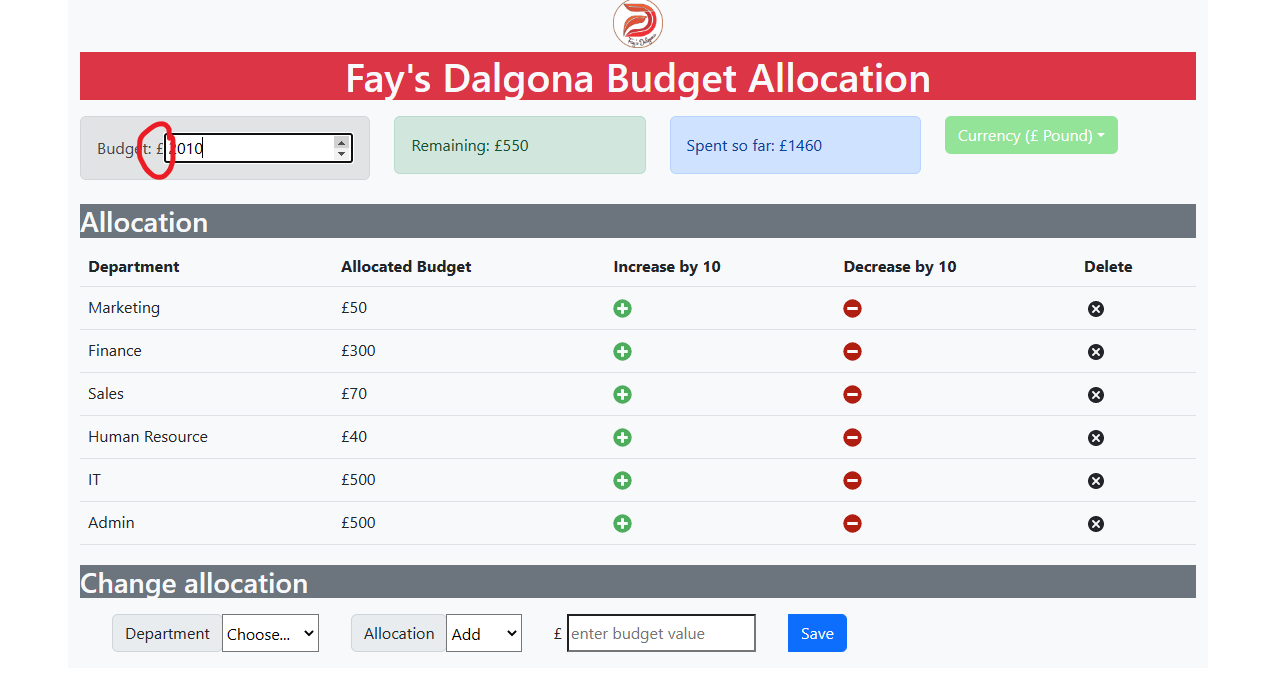 Fay's Dalgona
Fay's Dalgona Budget Allocation
Budget: £ 2010
Remaining: £550
Spent so far: £1460
Currency (£ Pound)
Allocation
Department Allocated Budget Increase by 10 Decrease by 10 Delete
Marketing £50
Finance £300
Sales £70
Human Resource £40
IT £500
Admin £500
Change allocation
Department Choose... Allocation Add £ enter budget value Save